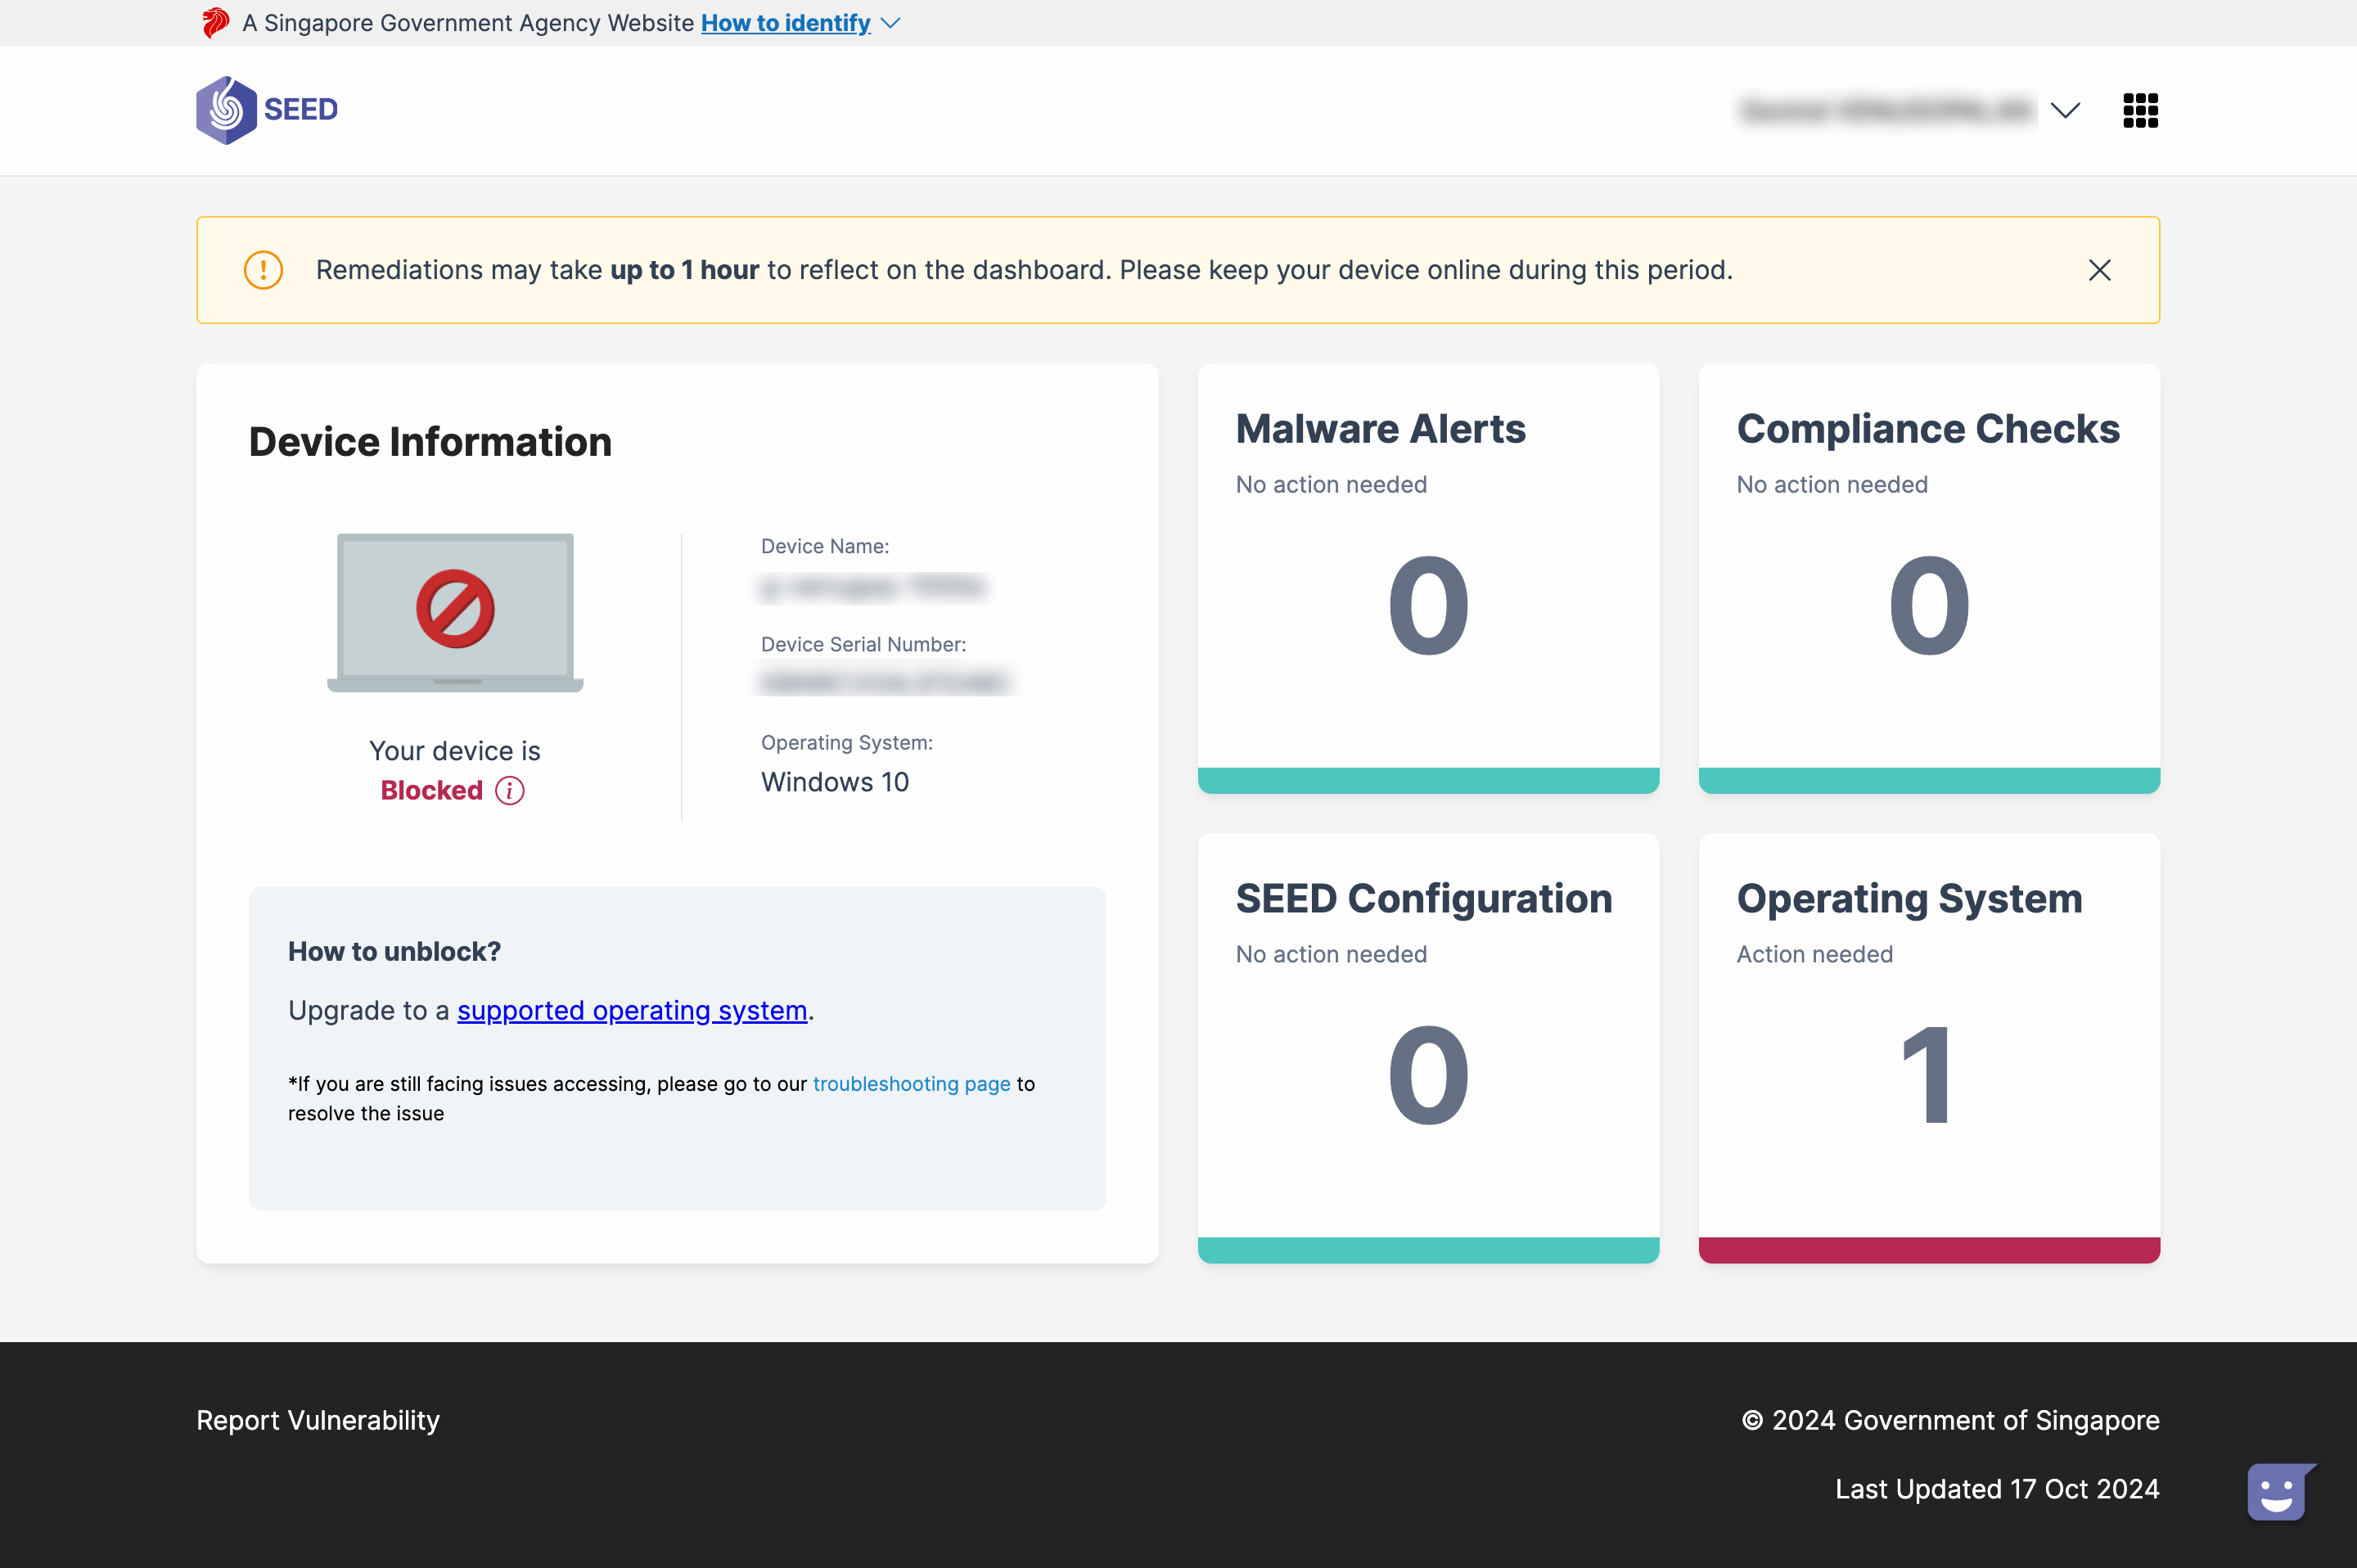 A Singapore Government Agency Website How to identify
SEED
Remediations may take up to 1 hour to reflect on the dashboard. Please keep your device online during this period.
Device Information
Your device is
Blocked
Device Name:
Device Serial Number:
Operating System:
Windows 10
How to unblock?
Upgrade to a supported operating system.
*If you are still facing issues accessing, please go to our troubleshooting page to
resolve the issue
Malware Alerts
No action needed
0
Compliance Checks
No action needed
0
SEED Configuration
No action needed
0
Operating System
Action needed
1
Report Vulnerability
© 2024 Government of Singapore
Last Updated 17 Oct 2024